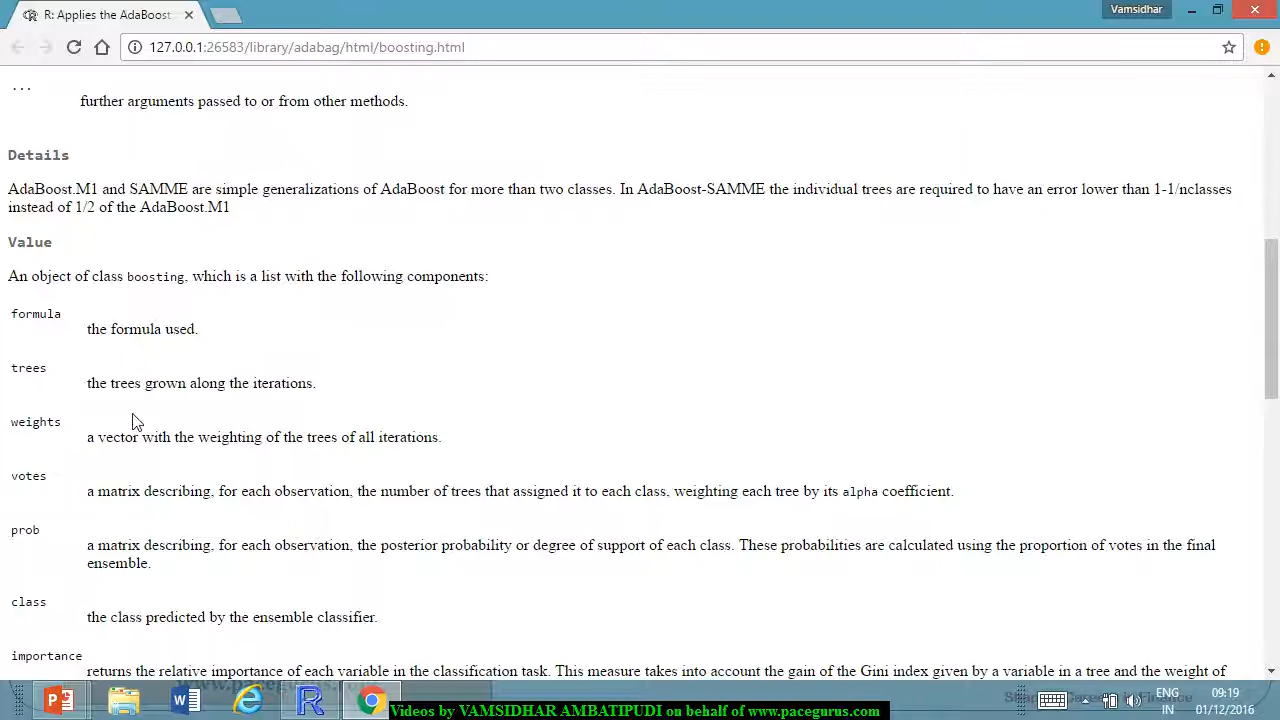 R: Applies the AdaBoost
Vamsidhar
127.0.0.1:26583/library/adabag/html/boosting.html
...
further arguments passed to or from other methods.
Details
AdaBoost.M1 and SAMME are simple generalizations of AdaBoost for more than two classes. In AdaBoost-SAMME the individual trees are required to have an error lower than 1-1/nclasses
instead of 1/2 of the AdaBoost.M1
Value
An object of class boosting, which is a list with the following components:
formula
the formula used.
trees
the trees grown along the iterations.
weights
a vector with the weighting of the trees of all iterations.
votes
a matrix describing, for each observation, the number of trees that assigned it to each class, weighting each tree by its alpha coefficient.
prob
a matrix describing, for each observation, the posterior probability or degree of support of each class. These probabilities are calculated using the proportion of votes in the final
ensemble.
class
the class predicted by the ensemble classifier.
importance
returns the relative importance of each variable in the classification task. This measure takes into account the gain of the Gini index given by a variable in a tree and the weight of
www.pacegurus.com
ENG
IN
09:19
01/12/2016
Videos by VAMSIDHAR AMBATIPUDI on behalf of www.pacegurus.com